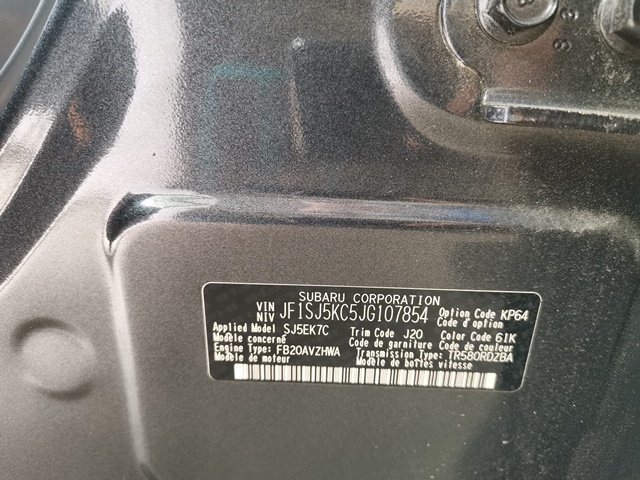 88
SUBARU CORPORATION
VIN NIV JF1SJ5KC5JG107854 Option Code KP64
Code d'ajout
Applied Model SJ5EK7C Trim Code J20 Color Code 61K
Modèle concerné Code de garniture Code de couleur
Engine Type FB20AVZHWA Transmission Type TR580RDZBA
Modèle de moteur Modèle de boîtes vitesse